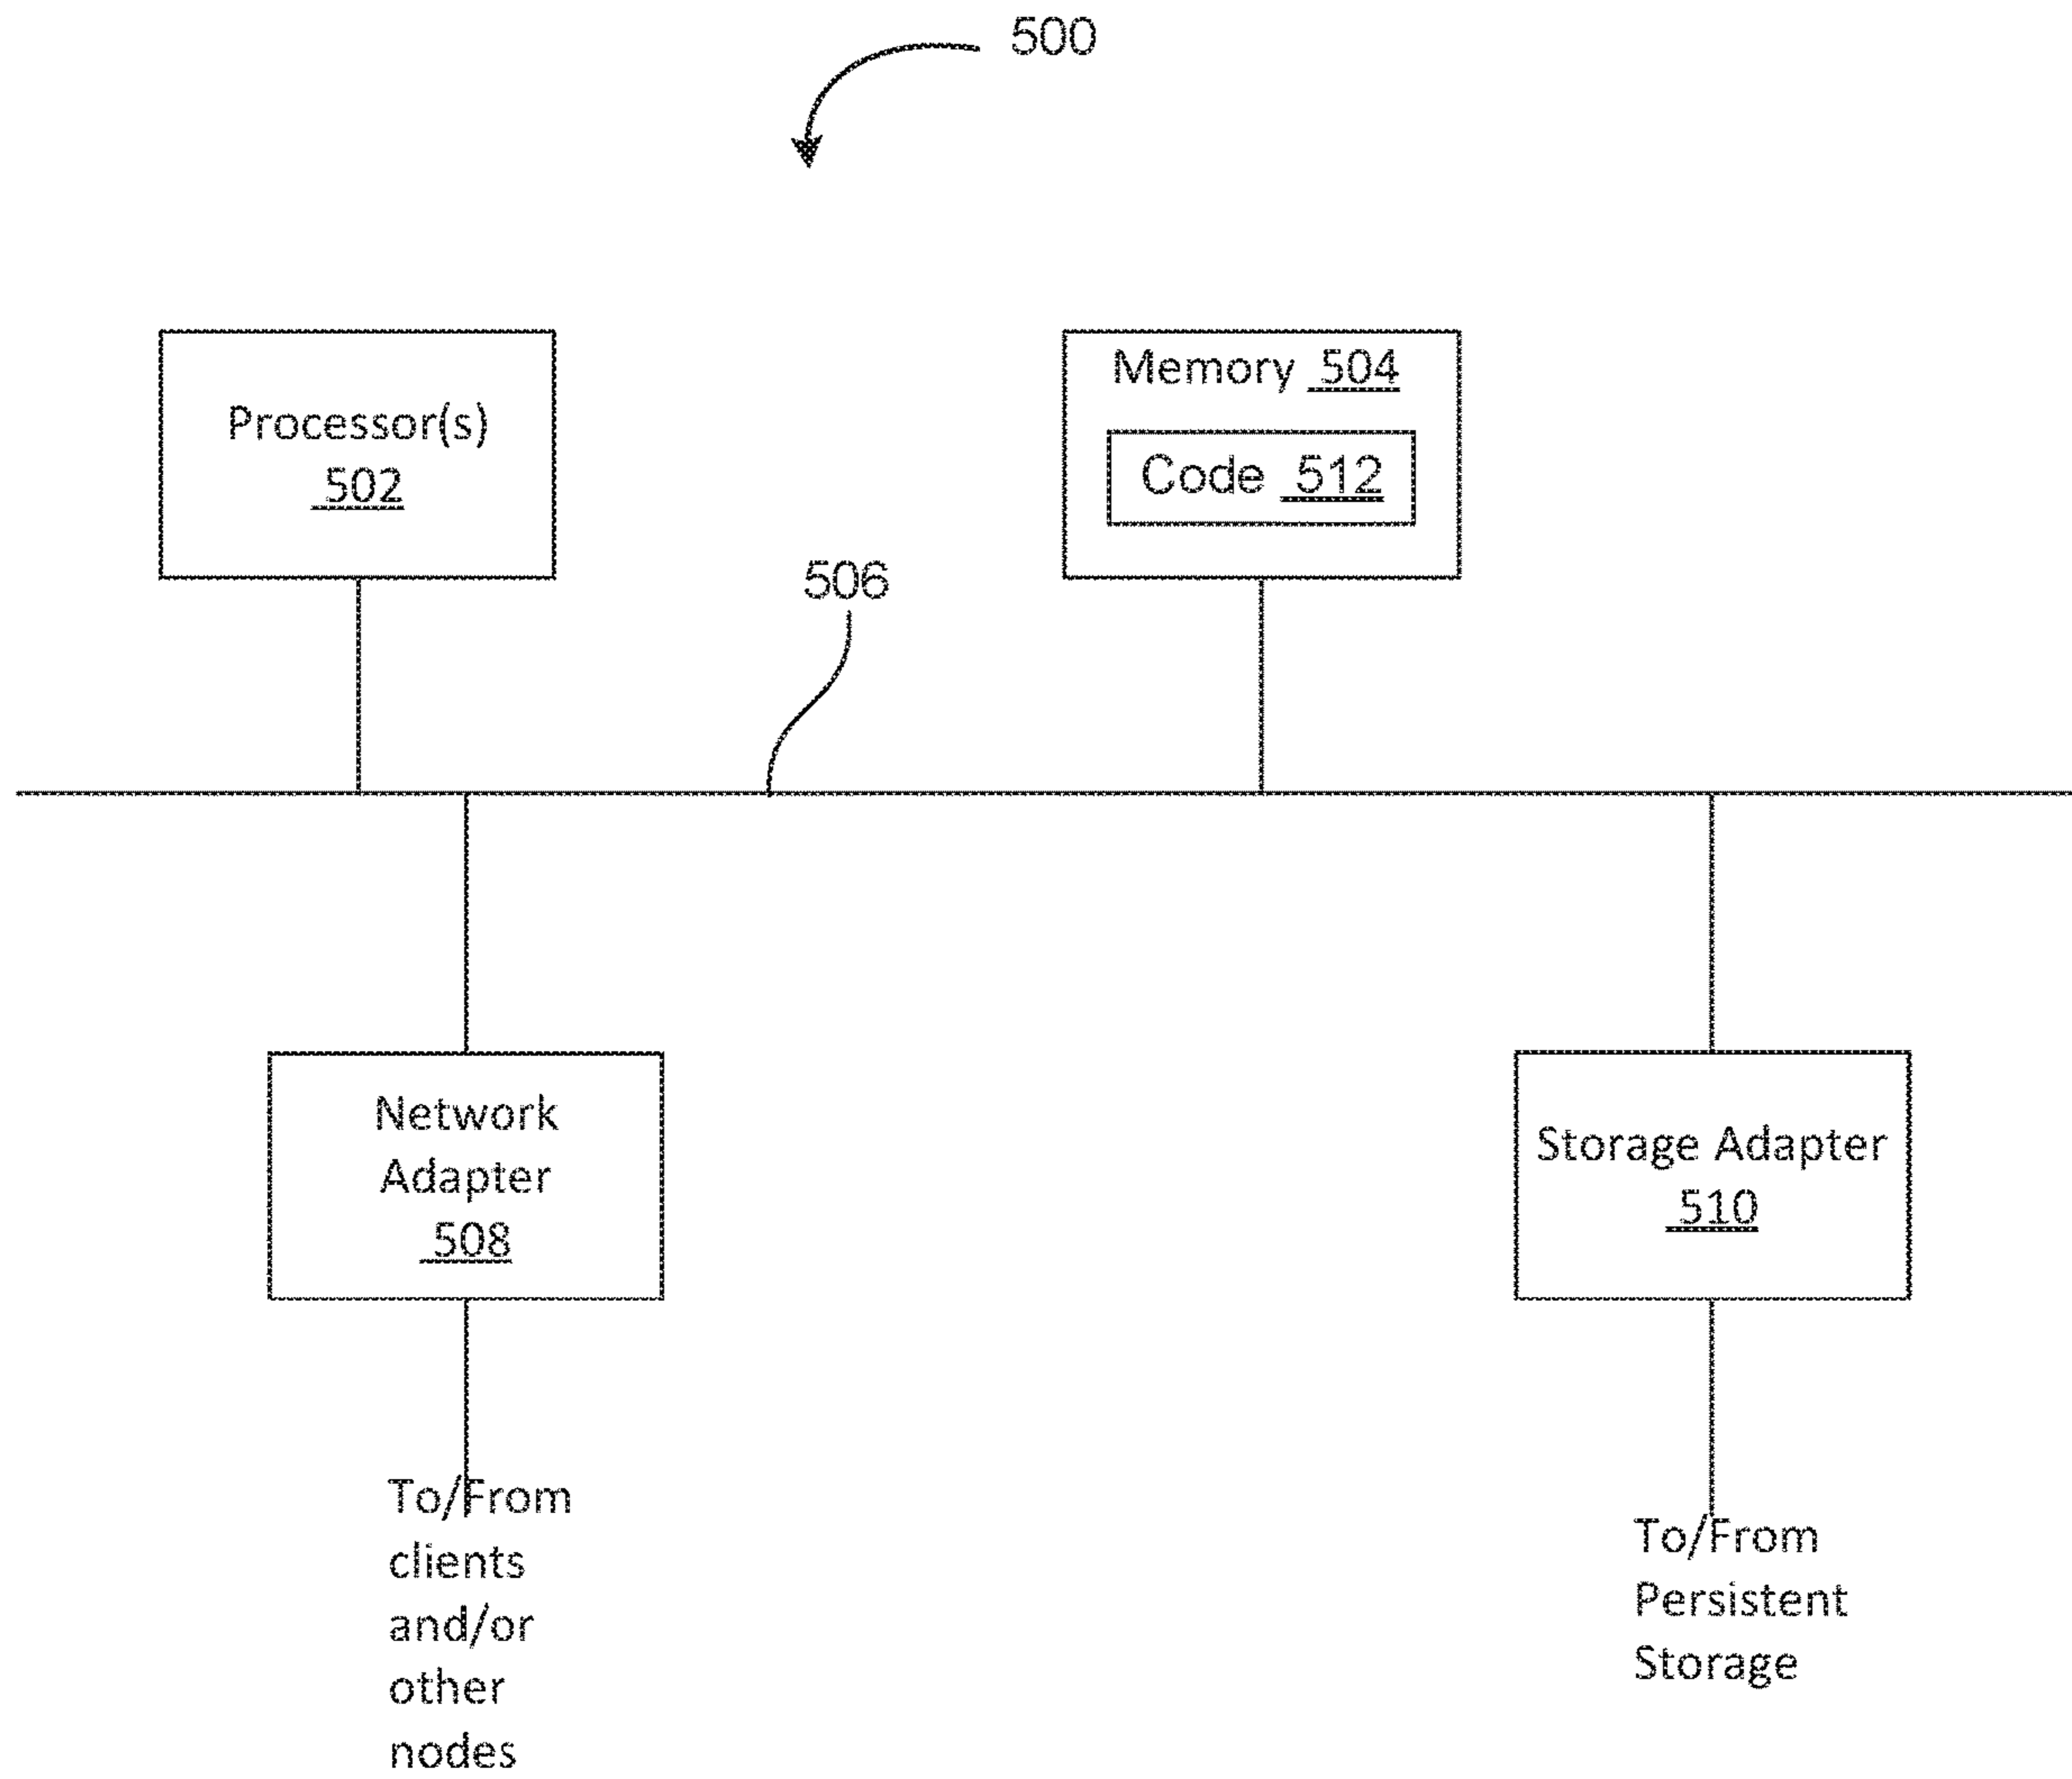 500
Processor(s)
502
Memory 504
Code 512
506
Network
Adapter
508
Storage Adapter
510
To/From
clients
and/or
other
nodes
To/From
Persistent
Storage